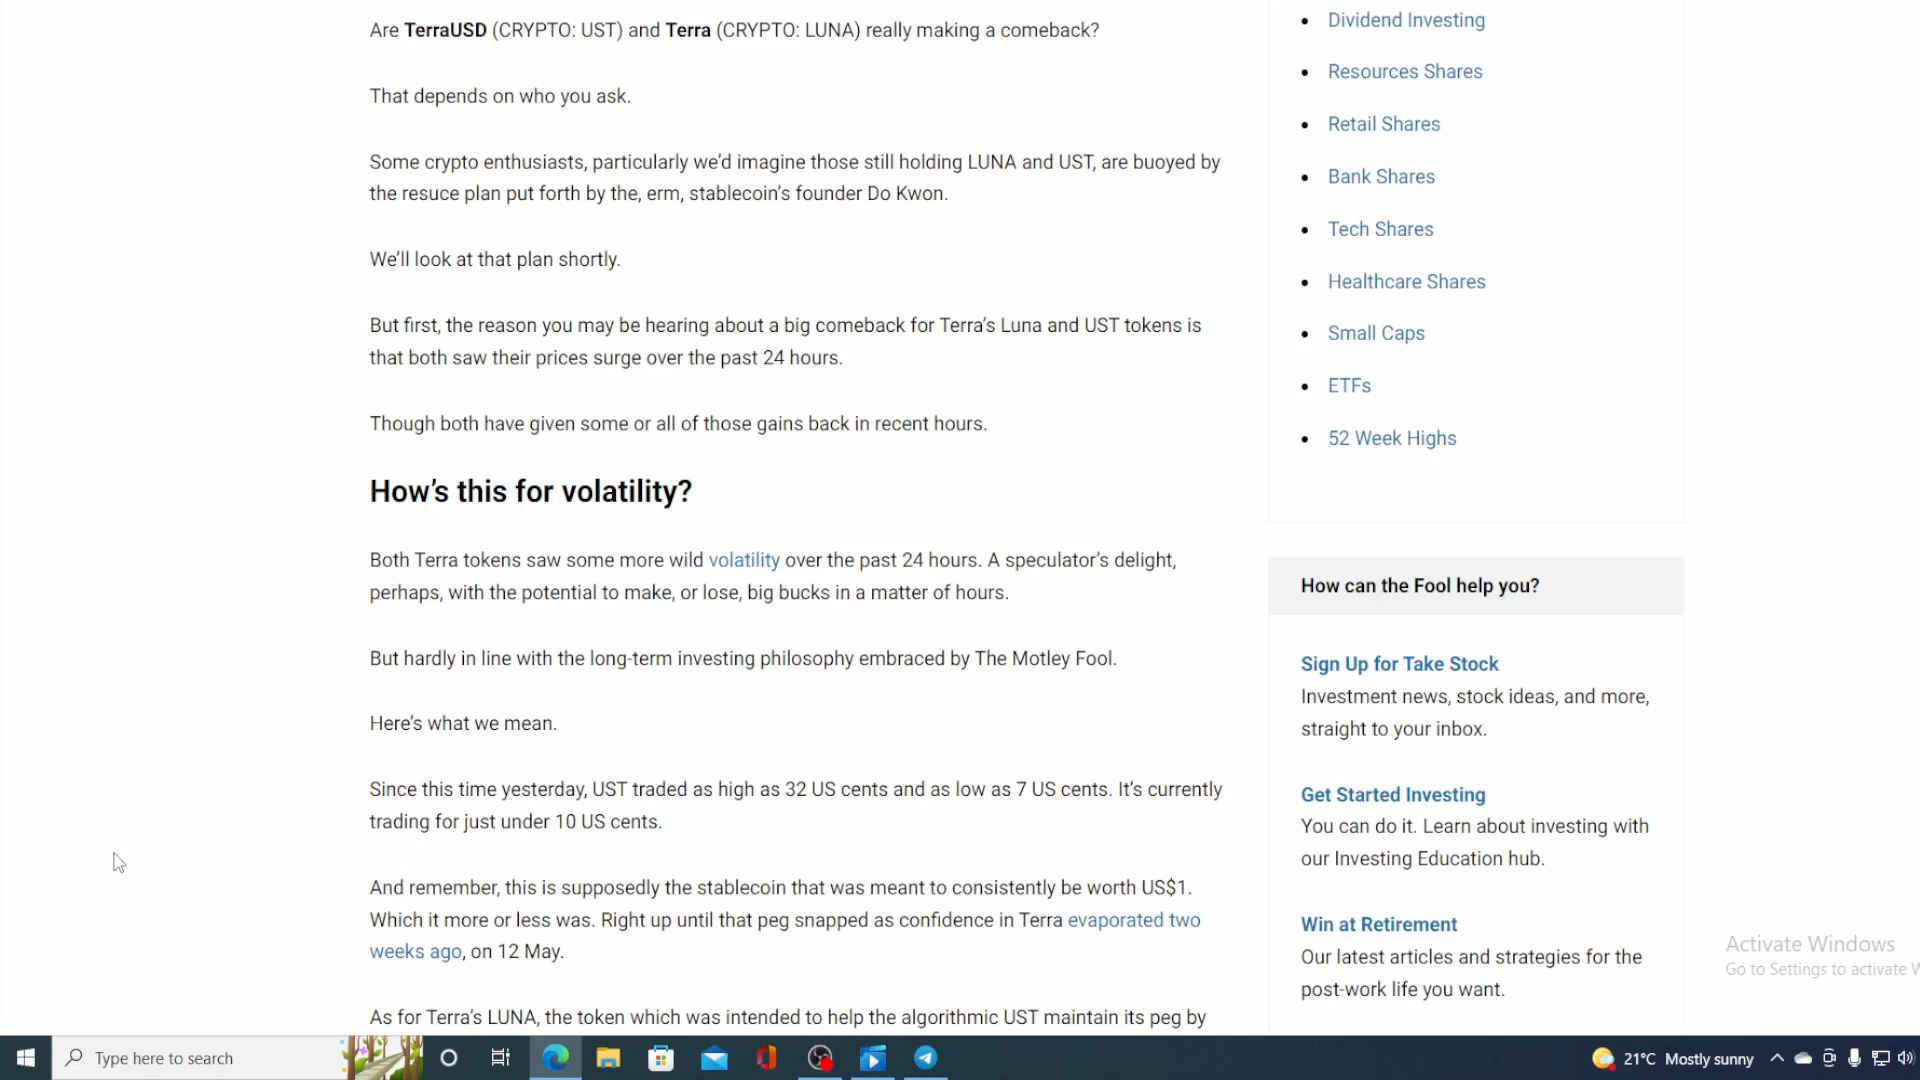 Are TerraUSD (CRYPTO: UST) and Terra (CRYPTO: LUNA) really making a comeback?
That depends on who you ask.
Some crypto enthusiasts, particularly we'd imagine those still holding LUNA and UST, are buoyed by
the resuce plan put forth by the, erm, stablecoin's founder Do Kwon.
We'll look at that plan shortly.
But first, the reason you may be hearing about a big comeback for Terra's Luna and UST tokens is
that both saw their prices surge over the past 24 hours.
Though both have given some or all of those gains back in recent hours.
How's this for volatility?
Both Terra tokens saw some more wild volatility over the past 24 hours. A speculator's delight,
perhaps, with the potential to make, or lose, big bucks in a matter of hours.
But hardly in line with the long-term investing philosophy embraced by The Motley Fool.
Here's what we mean.
Since this time yesterday, UST traded as high as 32 US cents and as low as 7 US cents. It's currently
trading for just under 10 US cents.
And remember, this is supposedly the stablecoin that was meant to consistently be worth US$1.
Which it more or less was. Right up until that peg snapped as confidence in Terra evaporated two
weeks ago, on 12 May.
As for Terra's LUNA, the token which was intended to help the algorithmic UST maintain its peg by
Dividend Investing
Resources Shares
Retail Shares
Bank Shares
Tech Shares
Healthcare Shares
Small Caps
ETFs
52 Week Highs
How can the Fool help you?
Sign Up for Take Stock
Investment news, stock ideas, and more,
straight to your inbox.
Get Started Investing
You can do it. Learn about investing with
our Investing Education hub.
Win at Retirement
Our latest articles and strategies for the
post-work life you want.
Activate Windows
Go to Settings to activate W
Type here to search
21°C Mostly sunny